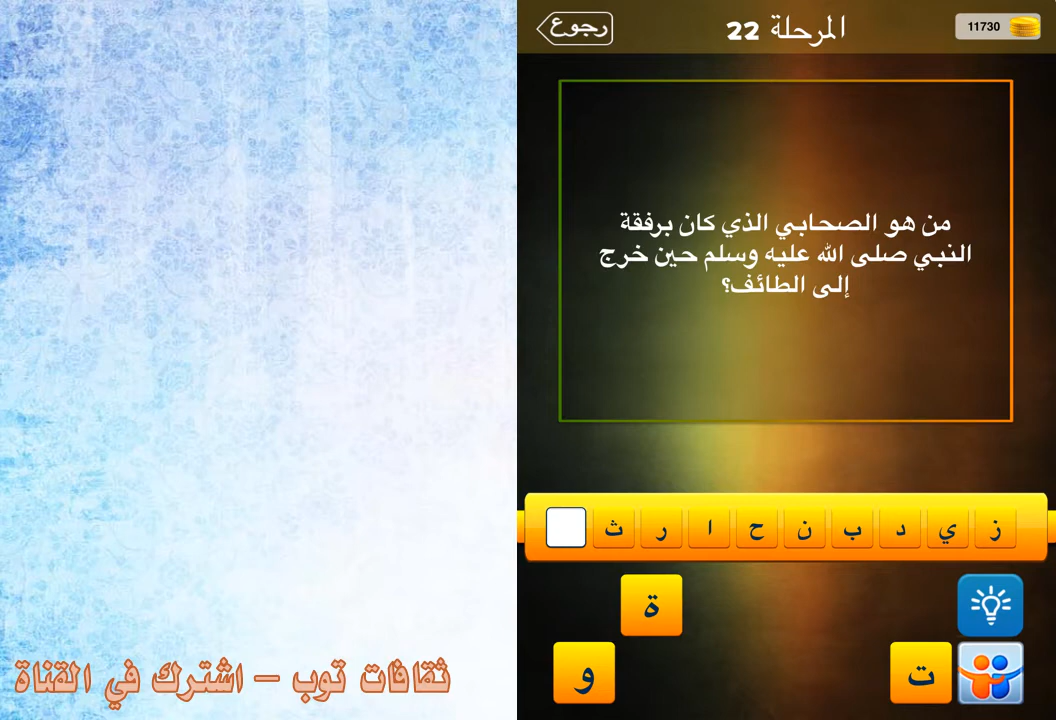 رجوع
المرحلة 22
11730
من هو الصحابي الذي كان برفقة
النبي صلى الله عليه وسلم حين خرج
إلى الطائف؟
ز ي د ب ن ح ا ر ث
ة
و
ت
ثقافات توب – اشترك في القناة